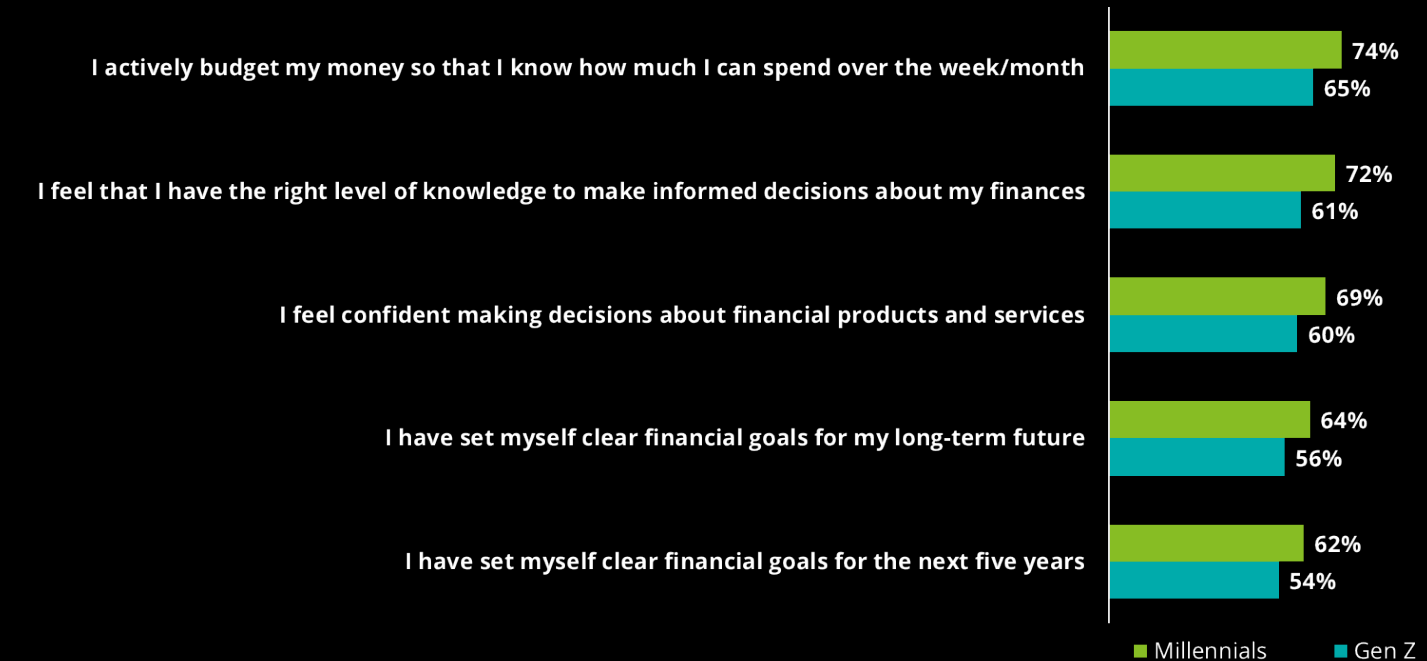 I actively budget my money so that I know how much I can spend over the week/month
74%
65%
I feel that I have the right level of knowledge to make informed decisions about my finances
72%
61%
I feel confident making decisions about financial products and services
69%
60%
I have set myself clear financial goals for my long-term future
64%
56%
I have set myself clear financial goals for the next five years
62%
54%
Millennials
Gen Z